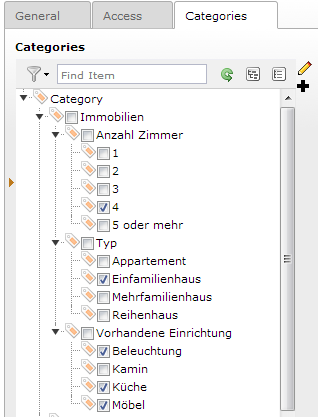 General Access Categories
Categories
Find Item
Category
Immobilien
Anzahl Zimmer
1
2
3
4
5 oder mehr
Typ
Appartement
Einfamilienhaus
Mehrfamilienhaus
Reihenhaus
Vorhandene Einrichtung
Beleuchtung
Kamin
Küche
Möbel